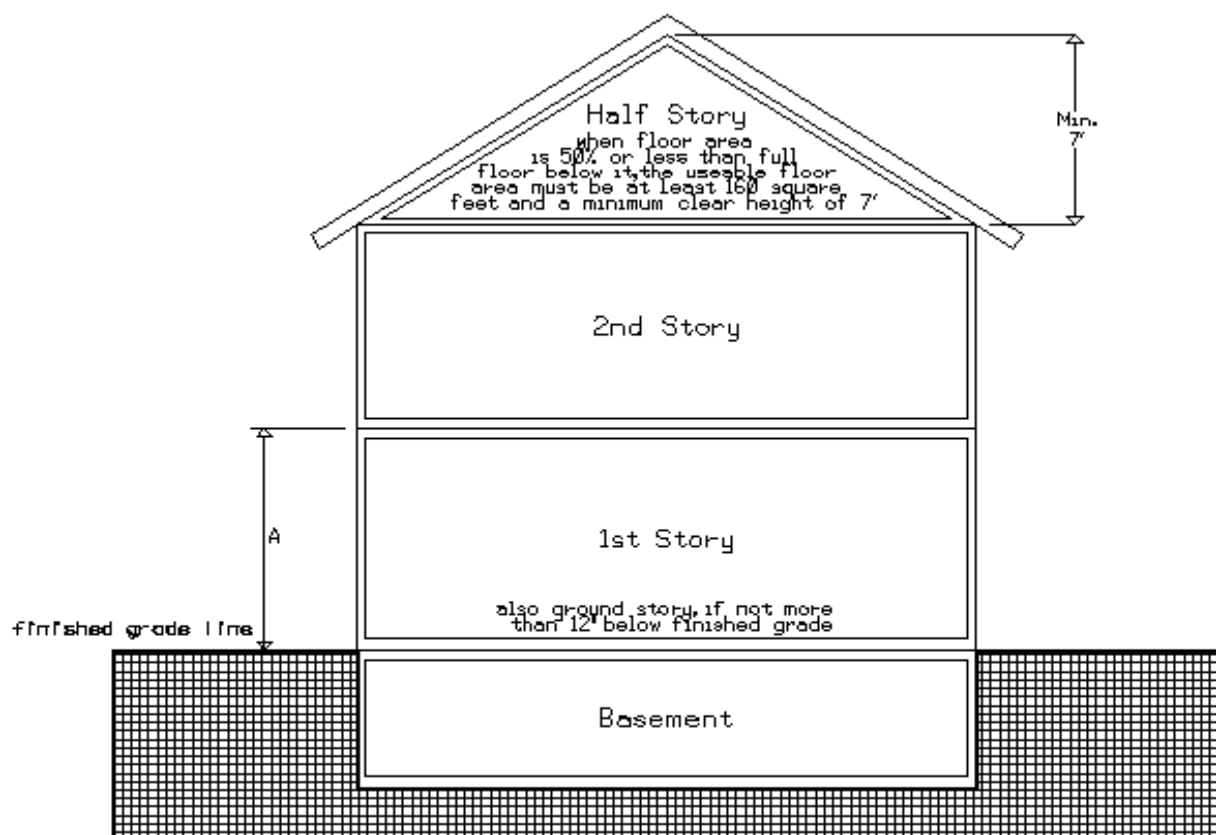 Half Story
when floor area
is 50% or less than full
floor below it, the useable floor
area must be at least 160 square
feet and a minimum clear height of 7'
Min.
7'
2nd Story
A
1st Story
also ground story, if not more
than 12" below finished grade
finished grade line
Basement